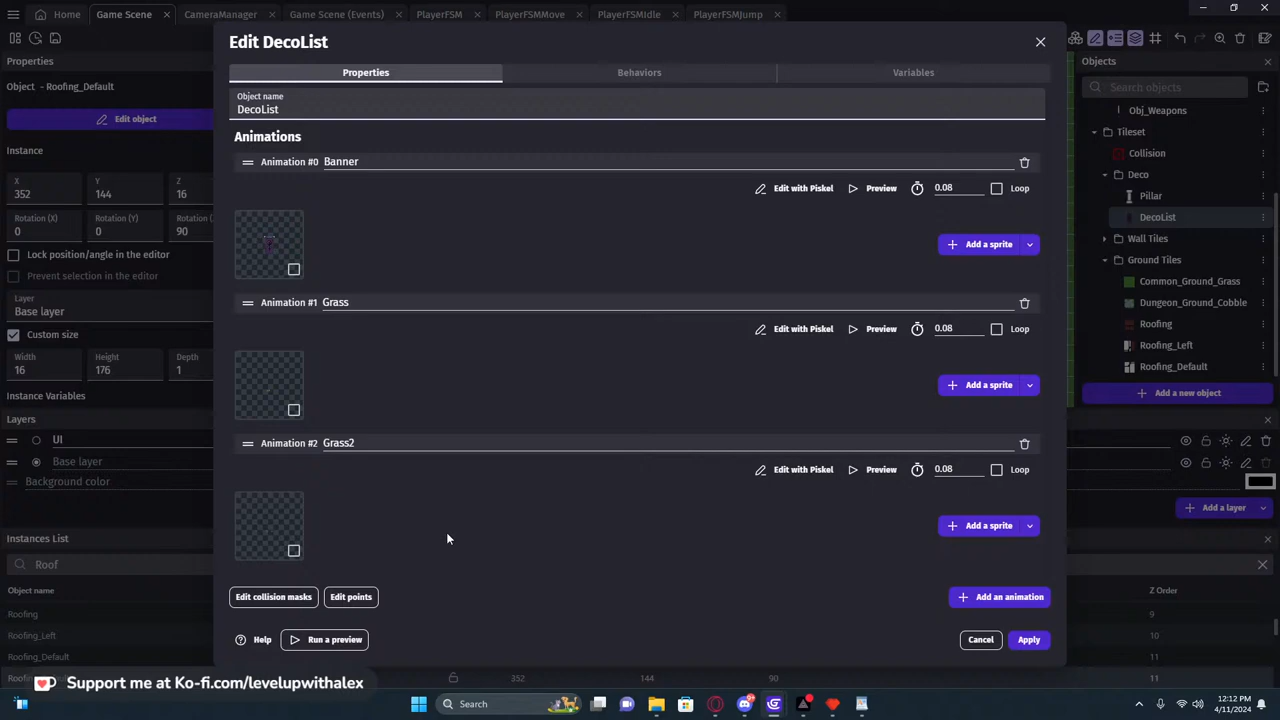 Home
Game Scene
CameraManager
Game Scene (Events)
PlayerFSM
PlayerFSMMove
PlayerFSMIdle
PlayerFSMJump
Properties
Object - Roofing_Default
Edit object
Instance
X
352
Y
144
Z
16
Rotation (X)
0
Rotation (Y)
0
Rotation (Z)
90
Lock position/angle in the editor
Prevent selection in the editor
Layer
Base layer
Custom size
Width
16
Height
176
Depth
1
Instance Variables
Layers
UI
Base layer
Background color
Instances List
Roof
Object name
Roofing
Roofing_Left
Roofing_Default
Edit DecoList
Properties
Behaviors
Variables
Object name
DecoList
Animations
Animation #0 Banner
Edit with Piskel
Preview
0.08
Loop
Add a sprite
Animation #1 Grass
Edit with Piskel
Preview
0.08
Loop
Add a sprite
Animation #2 Grass2
Edit with Piskel
Preview
0.08
Loop
Add a sprite
Edit collision masks
Edit points
Add an animation
Help
Run a preview
Cancel
Apply
Objects
Search objects
Obj_Weapons
Tileset
Collision
Deco
Pillar
DecoList
Wall Tiles
Ground Tiles
Common_Ground_Grass
Dungeon_Ground_Cobble
Roofing
Roofing_Left
Roofing_Default
Add a new object
Add a layer
Z Order
9
10
11
352
144
90
11
Support me at Ko-fi.com/levelupwithalex
Search
12:12 PM
4/11/2024